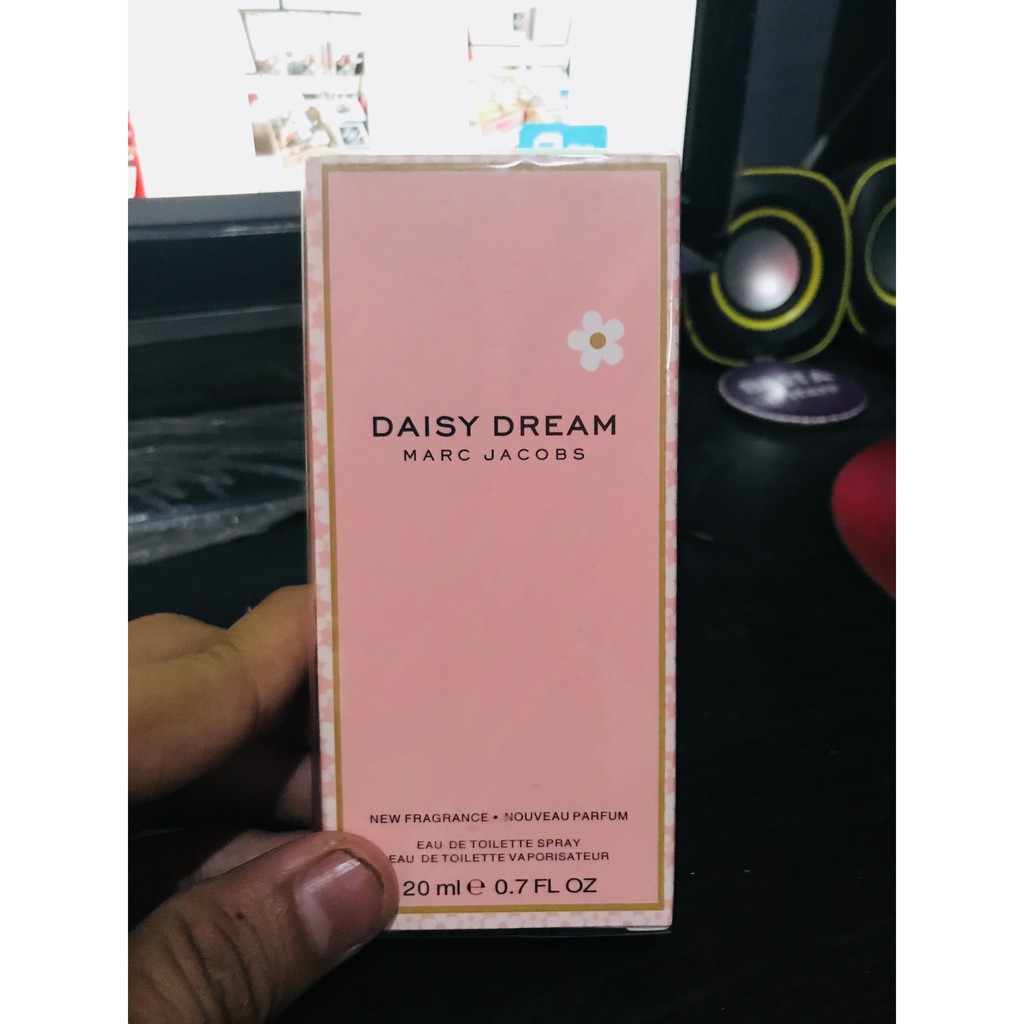 DAISY DREAM
MARC JACOBS
NEW FRAGRANCE • NOUVEAU PARFUM
EAU DE TOILETTE SPRAY
EAU DE TOILETTE VAPORISATEUR
20 ml ℮ 0.7 FL OZ